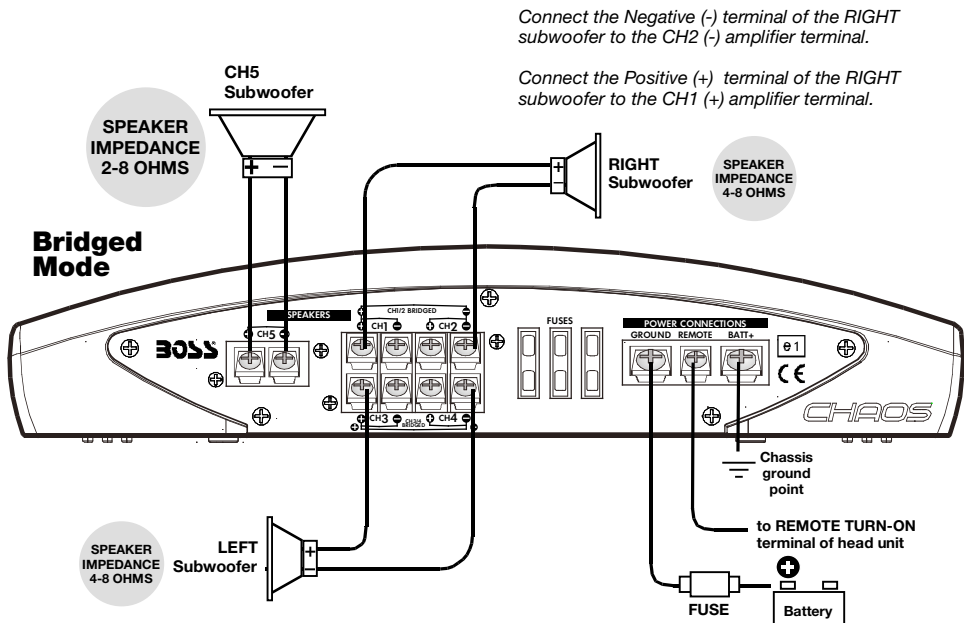 Connect the Negative (-) terminal of the RIGHT
subwoofer to the CH2 (-) amplifier terminal.
Connect the Positive (+) terminal of the RIGHT
subwoofer to the CH1 (+) amplifier terminal.
CH5
Subwoofer
SPEAKER
IMPEDANCE
2-8 OHMS
+ −
+
−
RIGHT
Subwoofer
SPEAKER
IMPEDANCE
4-8 OHMS
Bridged
Mode
SPEAKERS
+ CH5 −
CH1/2 BRIDGED
+ −
+ CH1 − + CH2 −
FUSES
POWER CONNECTIONS
GROUND REMOTE BATT+
BOSS
e1
CE
CHAOS
+ CH3 − + CH4 −
+ CH3/4 −
BRIDGED
Chassis
ground
point
to REMOTE TURN-ON
terminal of head unit
SPEAKER
IMPEDANCE
4-8 OHMS
LEFT
Subwoofer
+
−
FUSE
+
Battery